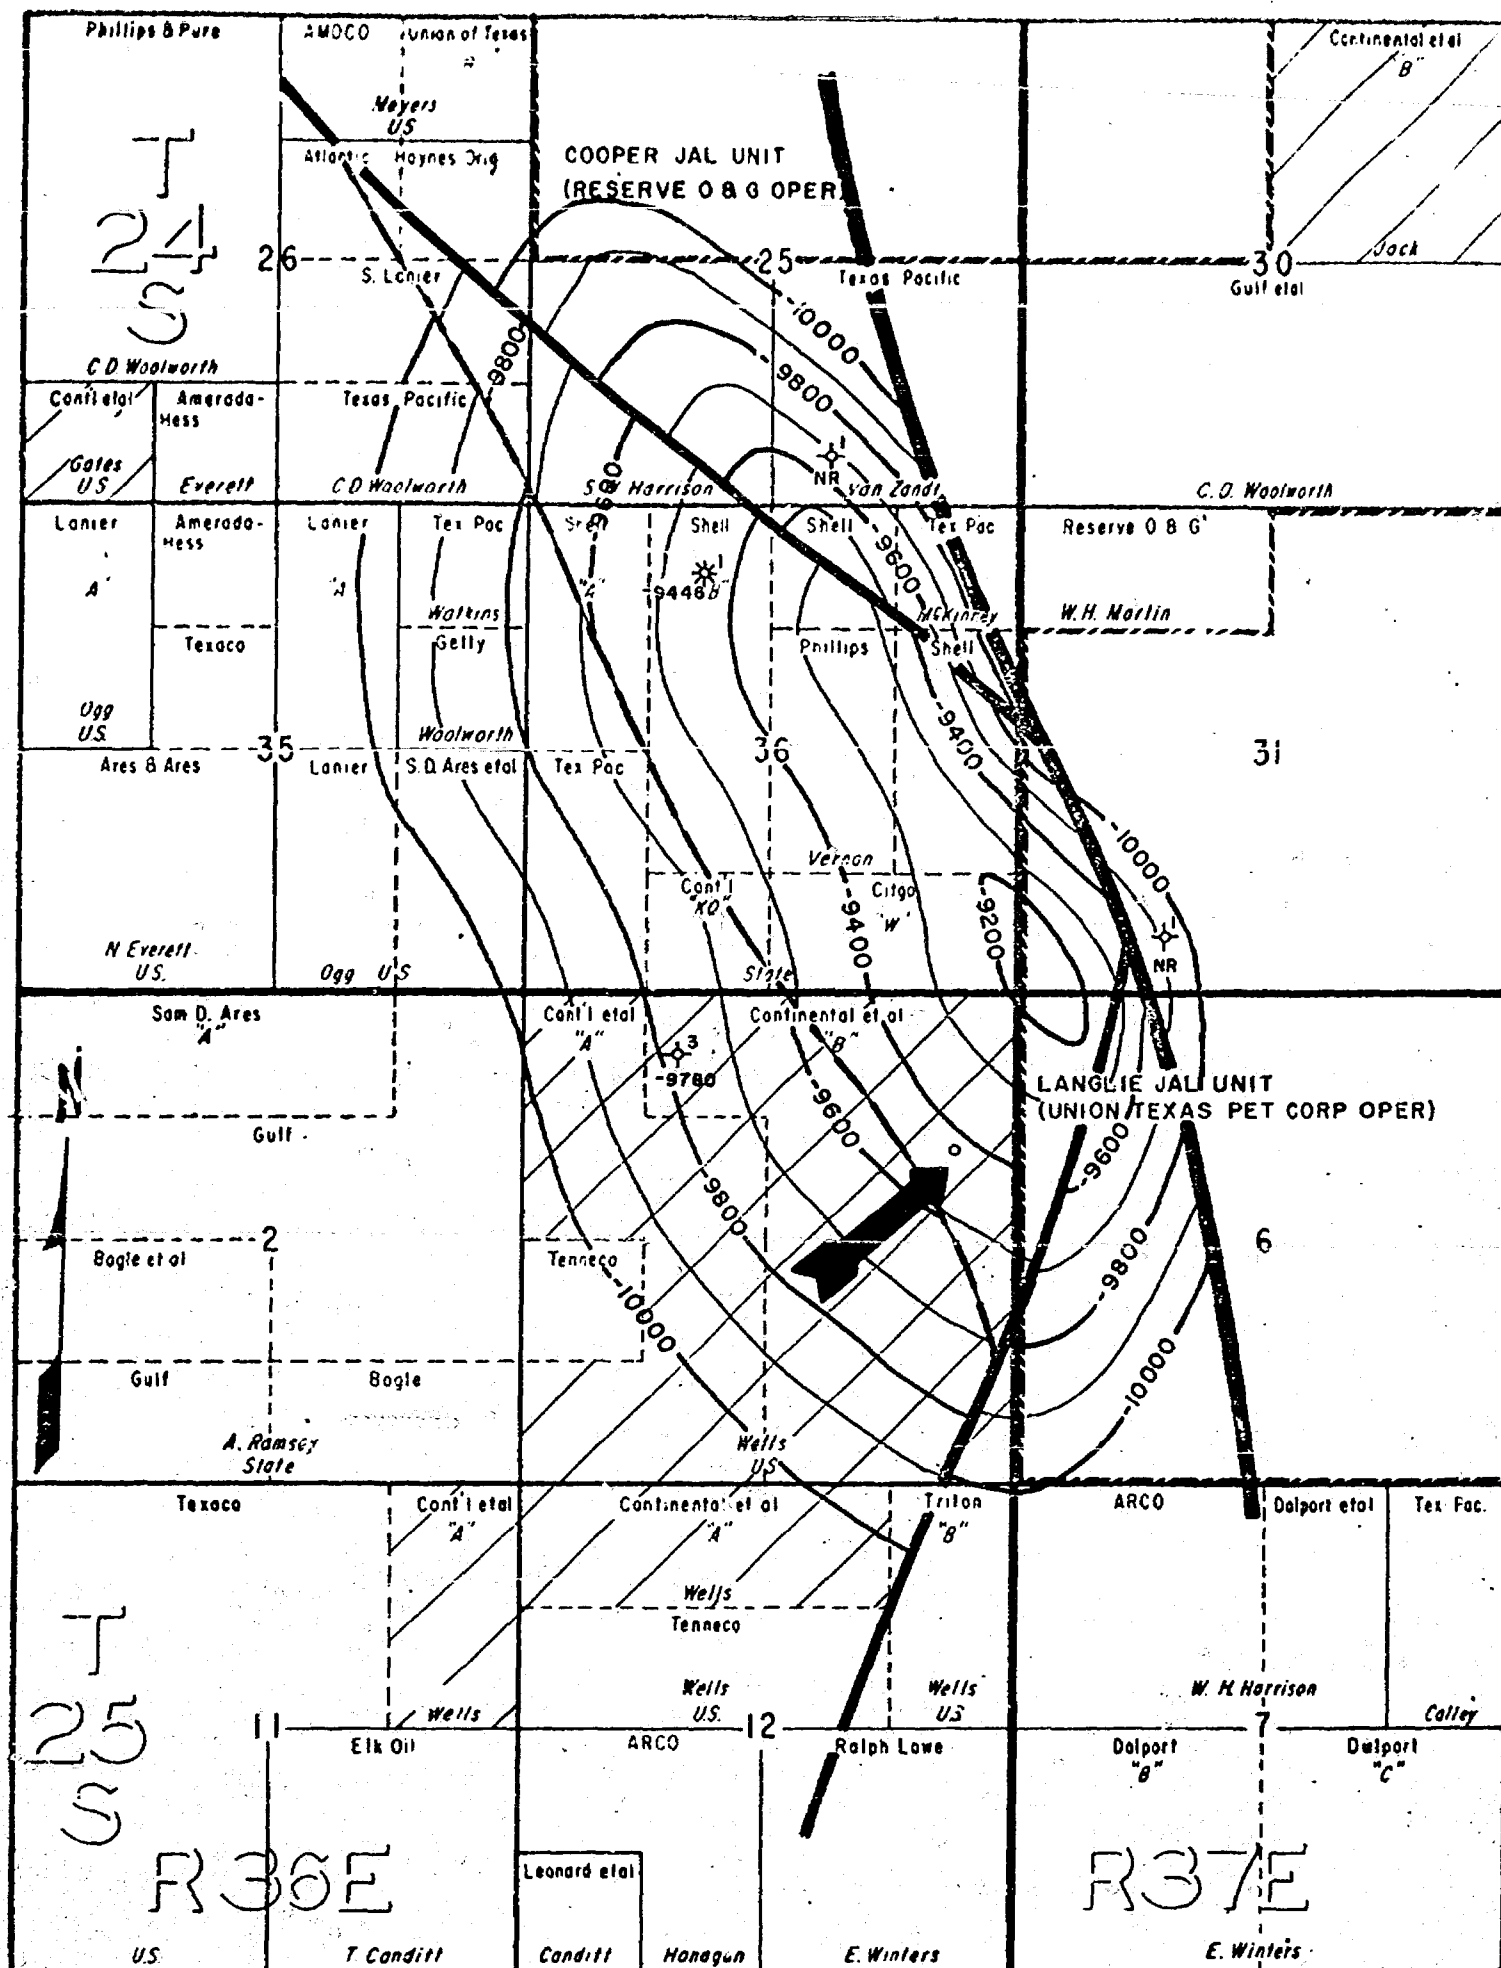 Phillips & Pure
AMOCO
Union of Texas
"A"
Continental et al
"B"
Meyers
US
Atlantic
Haynes Orig
COOPER JAL UNIT
(RESERVE O & G OPER)
T
24
S
26
S. Lanier
25
Texas Pacific
30
Jack
Gulf etal
-10000
-9800
-9800
C.D. Woolworth
Cont'l etal
Amerada-
Hess
Texas Pacific
Gates
US
Everett
C.D. Woolworth
S.W. Harrison
1
NR
Van Zandt
C.D. Woolworth
-9600
Lanier
Amerada-
Hess
Lanier
Tex Pac
Shell
Shell
Shell
Tex Pac
Reserve O & G
"A"
"A"
"A"
1
-9446
"B"
-9600
Watkins
McKinney
W.H. Martin
Texaco
Getty
Phillips
Shell
Ogg
U.S.
Woolworth
-9400
35
36
31
Ares & Ares
Lanier
S.D. Ares etal
Tex Pac
-10000
Vernon
Cont'l
"KQ"
Citgo
"W"
-9400
-9200
1
NR
N Everett
U.S.
Ogg U.S
State
Sam D. Ares
"A"
Cont'l etal
"A"
Continental et al
"B"
N
3
-9780
LANGLIE JAL UNIT
(UNION TEXAS PET CORP OPER)
-9600
-9600
Gulf
-9800
2
6
Bogle et al
Tenneco
-9800
-10000
-10000
Gulf
Bogle
A. Ramsey
State
Wells
US
Texaco
Cont'l etal
"A"
Continental et al
"A"
Triton
"B"
ARCO
Dalport etal
Tex Pac.
Wells
Tenneco
T
25
S
Wells
Wells
U.S.
Wells
US
W. H. Harrison
Calley
11
12
7
Elk Oil
ARCO
Ralph Lowe
Dalport
"B"
Dalport
"C"
R36E
Leonard etal
R37E
U.S.
T. Canditt
Canditt
Hanagan
E. Winters
E. Winters